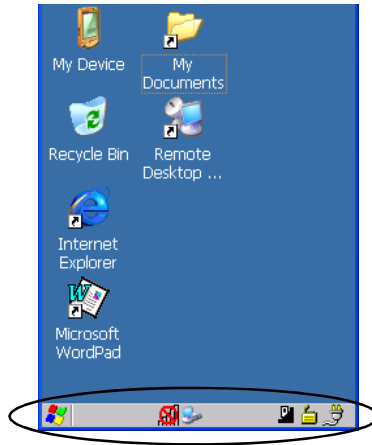 My Device
My
Documents
Recycle Bin
Remote
Desktop ...
Internet
Explorer
Microsoft
WordPad